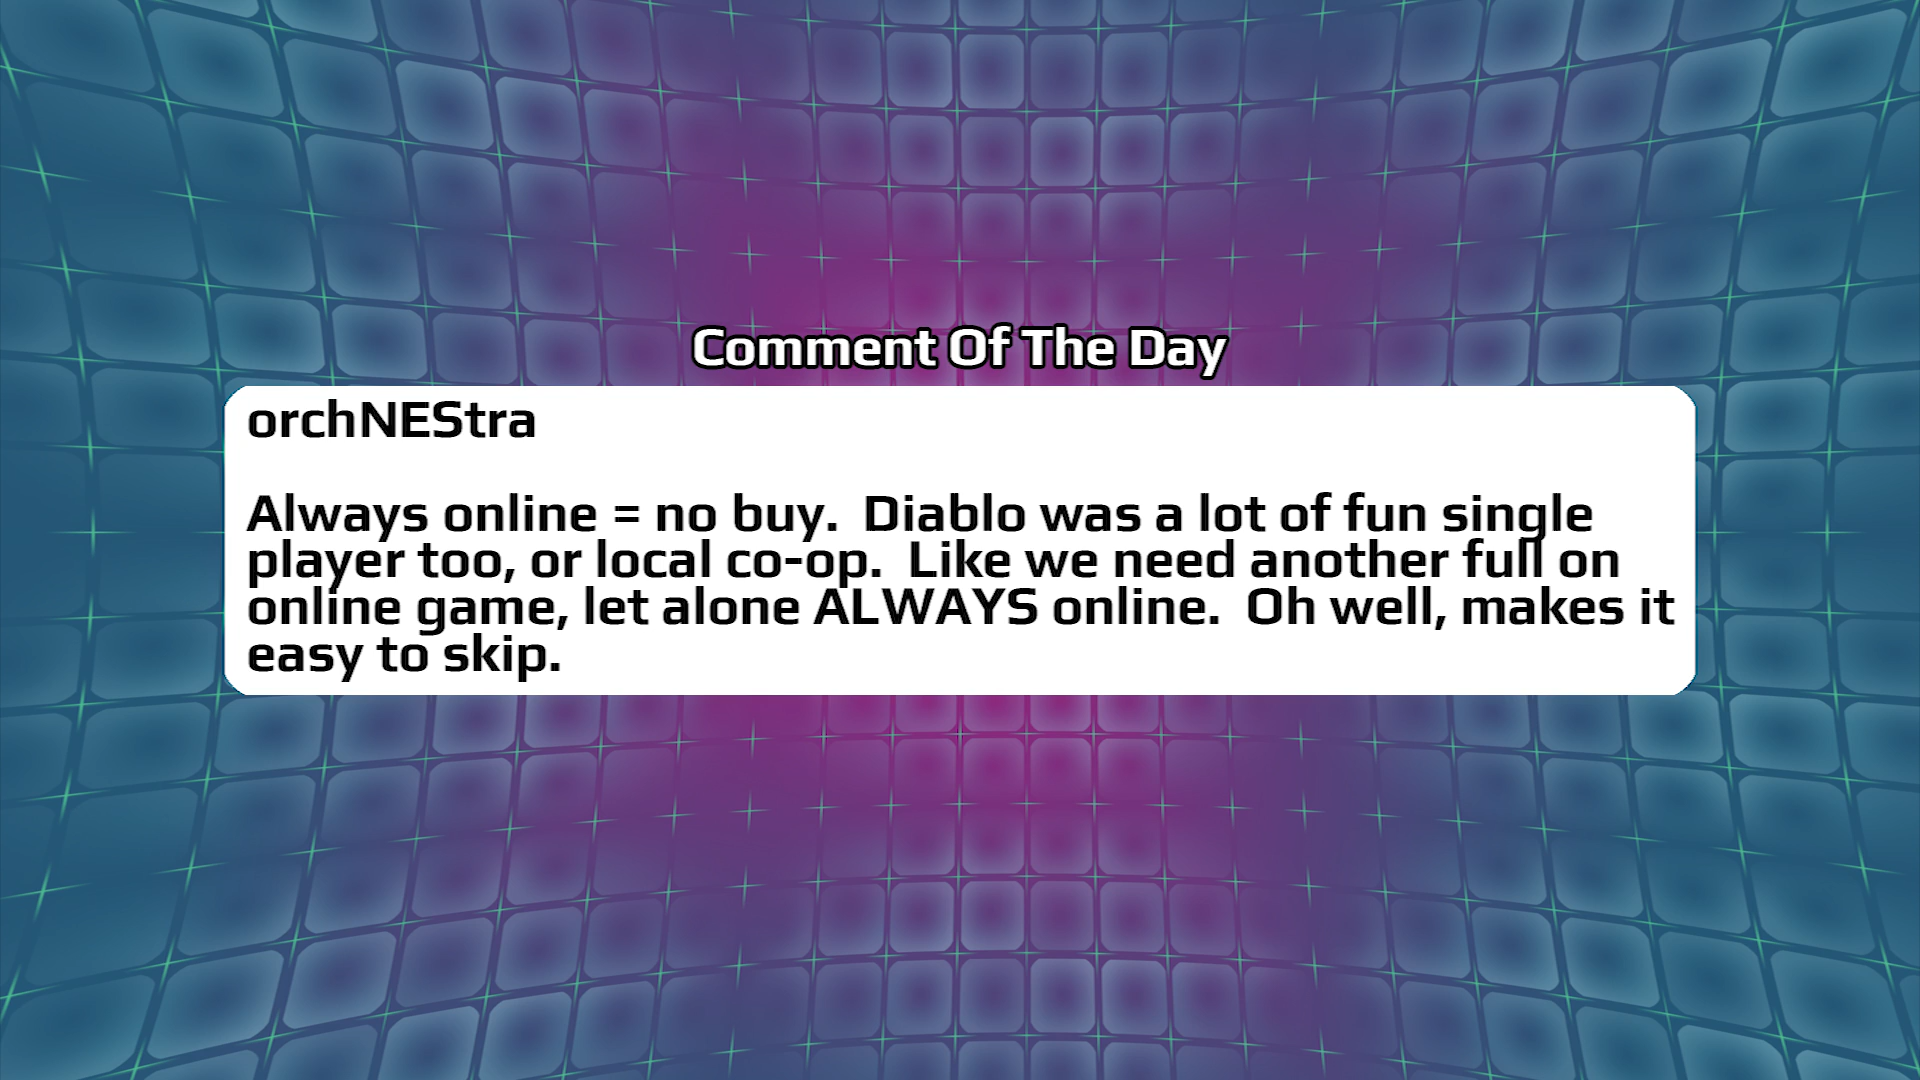 Comment Of The Day
orchNEStra
Always online = no buy.  Diablo was a lot of fun single
player too, or local co-op.  Like we need another full on
online game, let alone ALWAYS online.  Oh well, makes it
easy to skip.